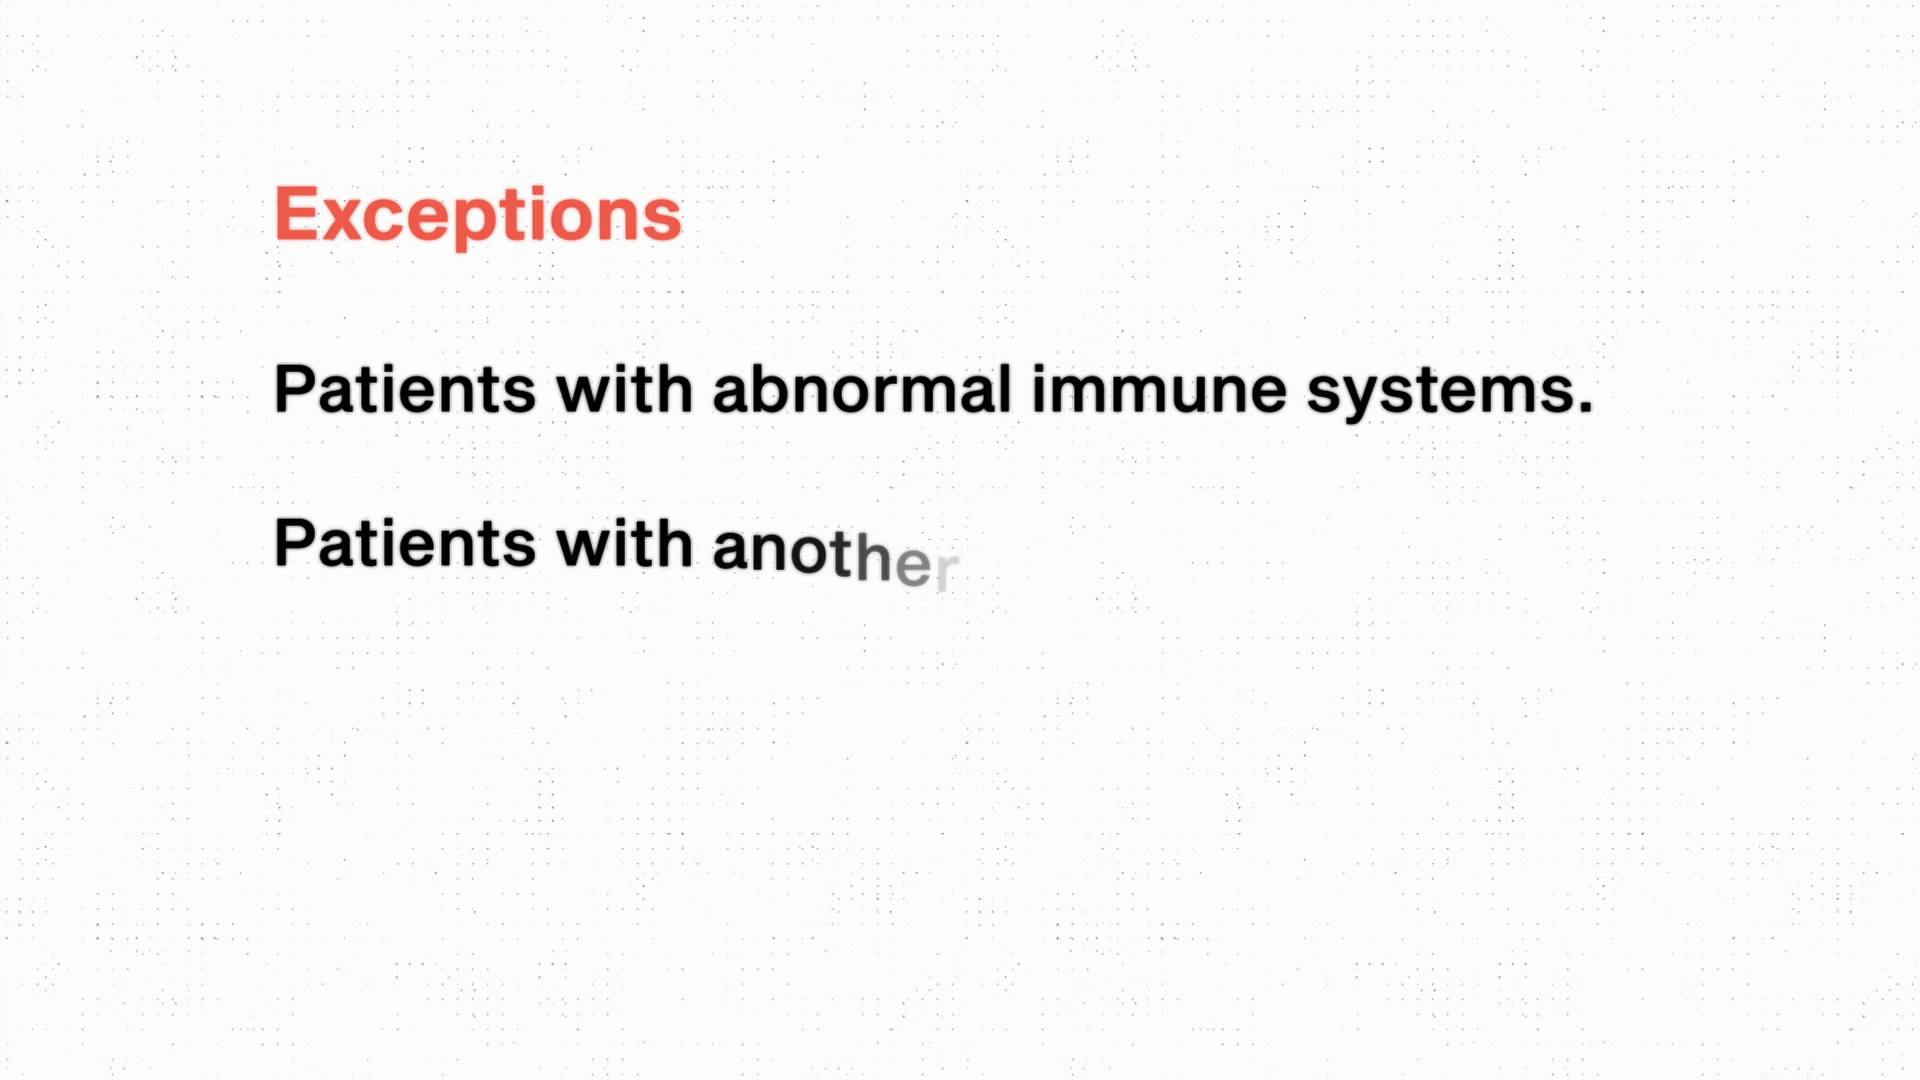 Exceptions
Patients with abnormal immune systems.
Patients with another